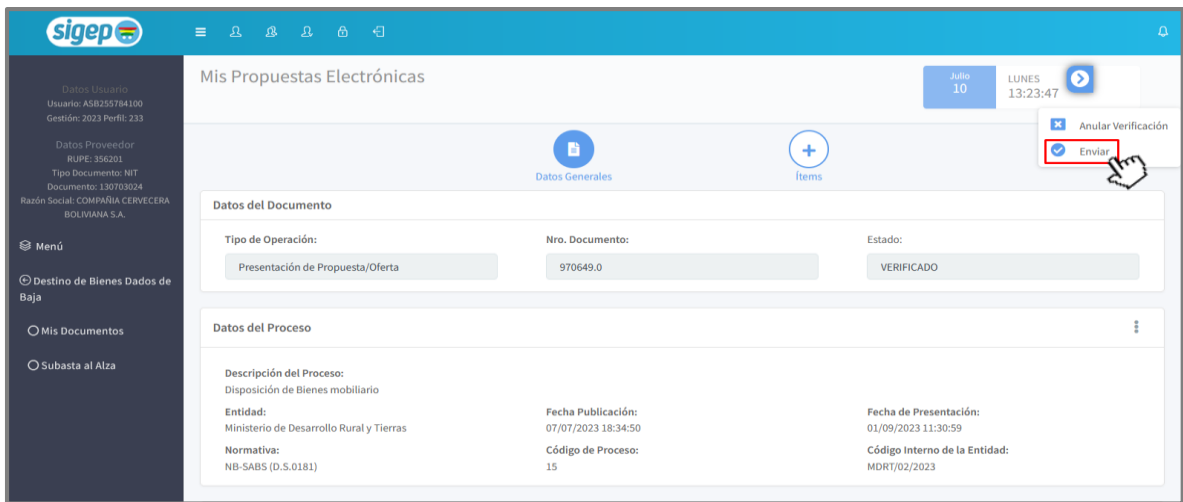 sigep
Mis Propuestas Electrónicas
Julio
10
LUNES
13:23:47
Anular Verificación
Enviar
Datos Usuario
Usuario: ASB255784100
Gestión: 2023 Perfil: 233
Datos Proveedor
RUPE: 356201
Tipo Documento: NIT
Documento: 130703024
Razón Social: COMPAÑIA CERVECERA
BOLIVIANA S.A.
Menú
Destino de Bienes Dados de
Baja
Mis Documentos
Subasta al Alza
Datos Generales
Ítems
Datos del Documento
Tipo de Operación:
Nro. Documento:
Estado:
Presentación de Propuesta/Oferta
970649.0
VERIFICADO
Datos del Proceso
Descripción del Proceso:
Disposición de Bienes mobiliario
Entidad:
Fecha Publicación:
Fecha de Presentación:
Ministerio de Desarrollo Rural y Tierras
07/07/2023 18:34:50
01/09/2023 11:30:59
Normativa:
Código de Proceso:
Código Interno de la Entidad:
NB-SABS (D.S.0181)
15
MDRT/02/2023